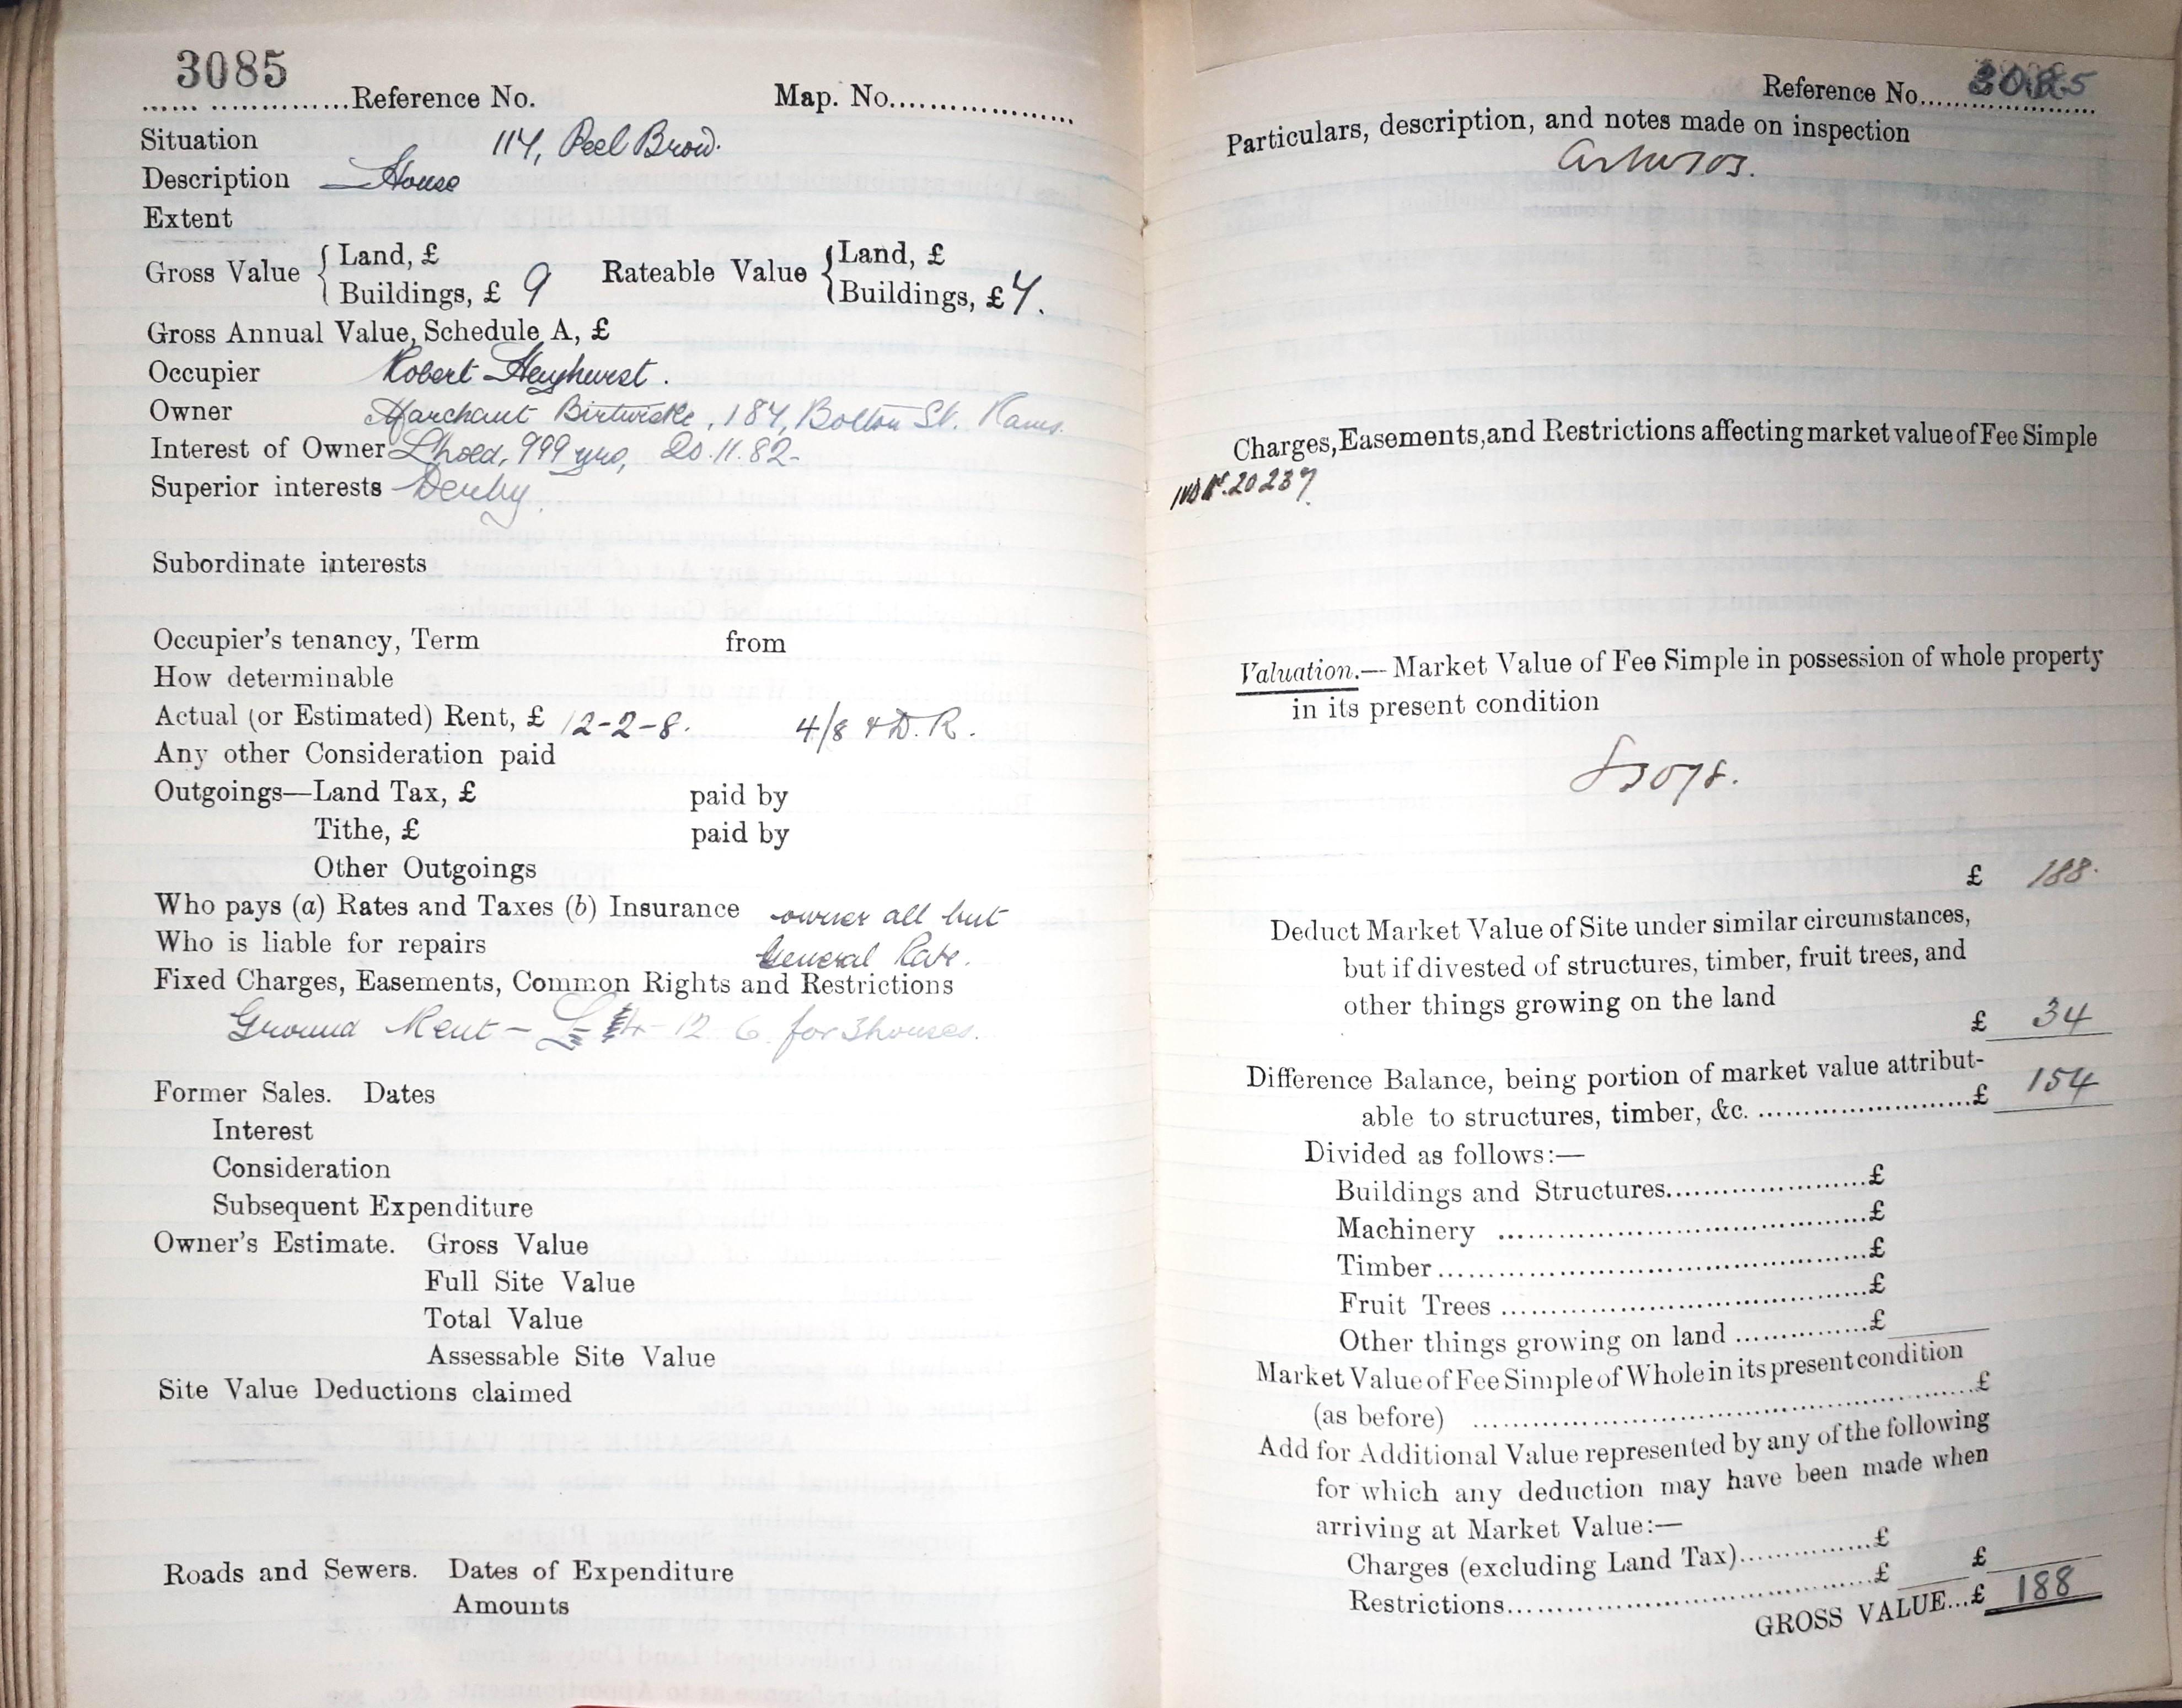 3085
...... ..............Reference No. Map. No..................
Situation 114, Peel Brow.
Description House
Extent
Gross Value { Land, £ Rateable Value { Land, £
Buildings, £ 9 Buildings, £
Gross Annual Value, Schedule A, £
Occupier Robert Heyhurst.
Owner Marchant Birtwistle, 184, Bolton St. Rams.
Interest of Owner Lhold, 999 yrs, 20.11.82
Superior interests Derby
Subordinate interests
Occupier's tenancy, Term from
How determinable
Actual (or Estimated) Rent, £ 12-2-8. 4/8 & D. R.
Any other Consideration paid
Outgoings—Land Tax, £ paid by
Tithe, £ paid by
Other Outgoings
Who pays (a) Rates and Taxes (b) Insurance owner all but
Who is liable for repairs General Rate.
Fixed Charges, Easements, Common Rights and Restrictions
Ground Rent - £ 12 6. for 3 houses.
Former Sales. Dates
Interest
Consideration
Subsequent Expenditure
Owner's Estimate. Gross Value
Full Site Value
Total Value
Assessable Site Value
Site Value Deductions claimed
Roads and Sewers. Dates of Expenditure
Amounts
Reference No. 3085
Particulars, description, and notes made on inspection
Charges, Easements, and Restrictions affecting market value of Fee Simple
20237
Valuation.— Market Value of Fee Simple in possession of whole property
in its present condition
£ 188.
Deduct Market Value of Site under similar circumstances,
but if divested of structures, timber, fruit trees, and
other things growing on the land
£ 34
Difference Balance, being portion of market value attribut-
able to structures, timber, &c. ........................£ 154
Divided as follows:—
Buildings and Structures......................£
Machinery ..........................................£
Timber.................................................£
Fruit Trees ..........................................£
Other things growing on land ...............£
Market Value of Fee Simple of Whole in its present condition
(as before) ..........................................................£
Add for Additional Value represented by any of the following
for which any deduction may have been made when
arriving at Market Value:—
Charges (excluding Land Tax)...............£
Restrictions..........................................£ £
GROSS VALUE...£ 188